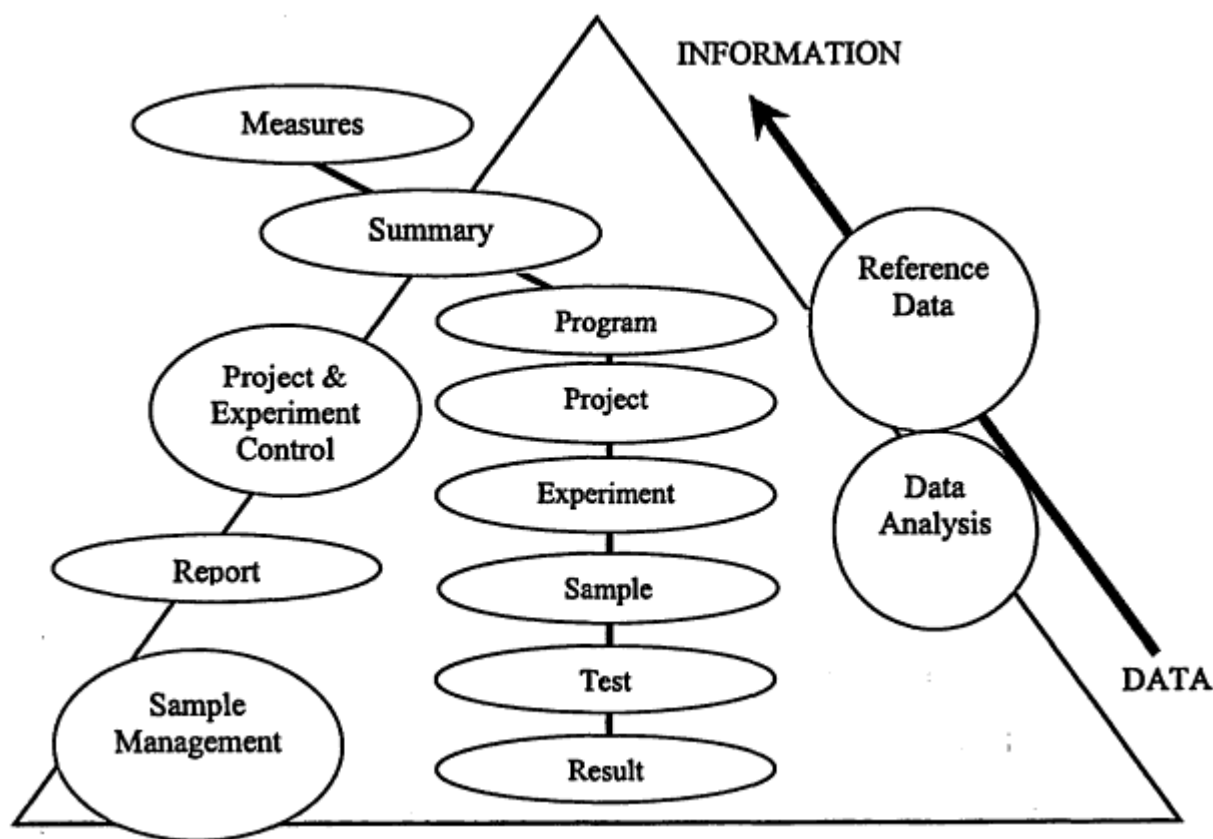 INFORMATION
Measures
Summary
Reference
Data
Program
Project &
Experiment
Control
Project
Experiment
Data
Analysis
Report
Sample
Test
DATA
Sample
Management
Result